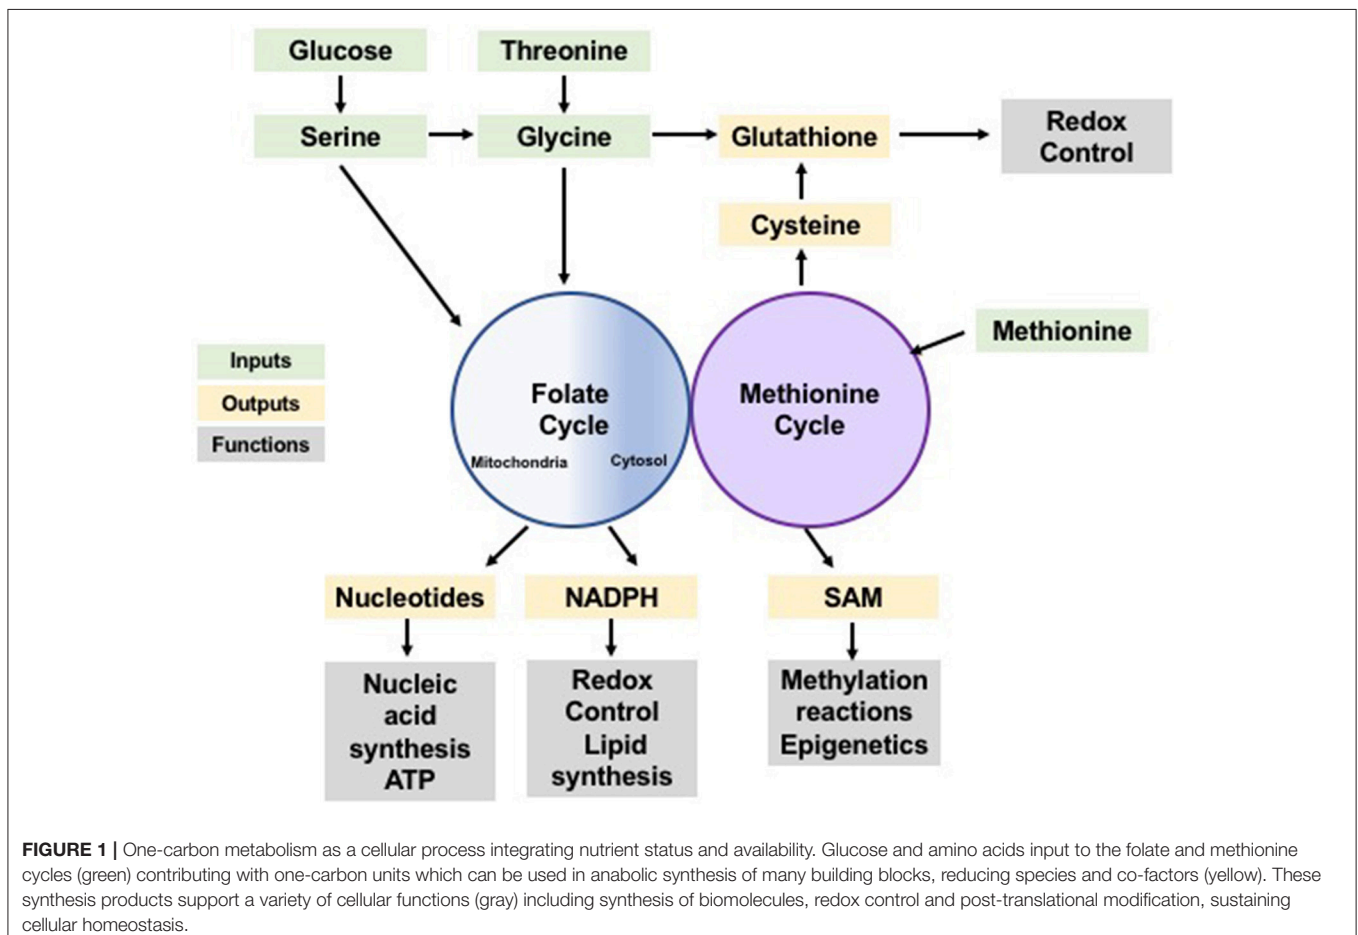 Glucose
Threonine
Serine
Glycine
Glutathione
Redox
Control
Cysteine
Methionine
Inputs
Outputs
Functions
Folate
Cycle
Mitochondria
Cytosol
Methionine
Cycle
Nucleotides
NADPH
SAM
Nucleic
acid
synthesis
ATP
Redox
Control
Lipid
synthesis
Methylation
reactions
Epigenetics
FIGURE 1 | One-carbon metabolism as a cellular process integrating nutrient status and availability. Glucose and amino acids input to the folate and methionine
cycles (green) contributing with one-carbon units which can be used in anabolic synthesis of many building blocks, reducing species and co-factors (yellow). These
synthesis products support a variety of cellular functions (gray) including synthesis of biomolecules, redox control and post-translational modification, sustaining
cellular homeostasis.